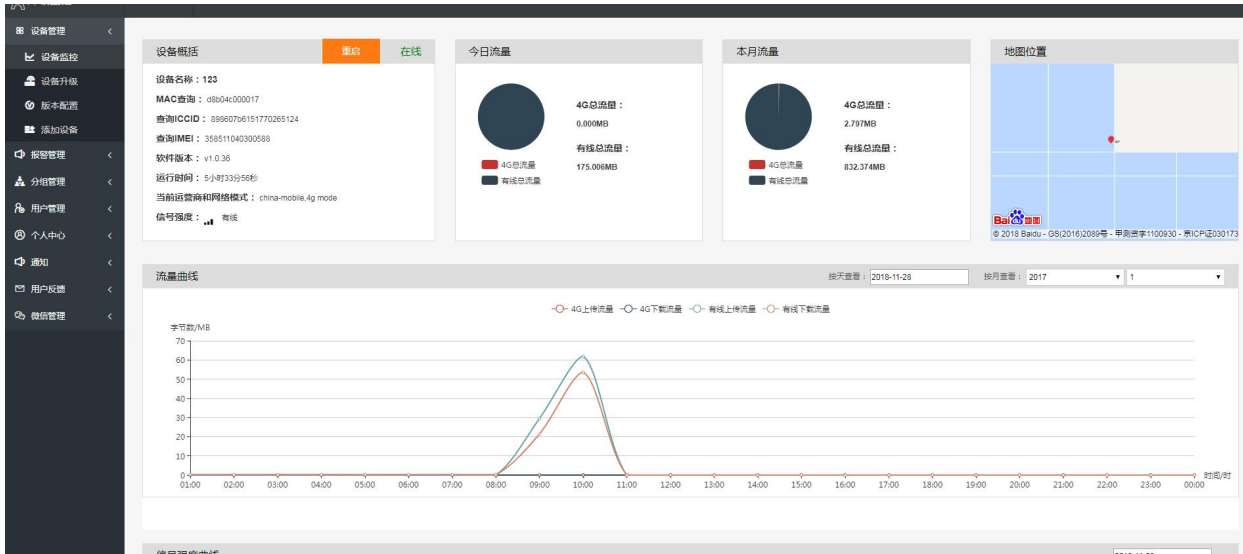 设备管理
设备监控
设备升级
版本配置
添加设备
报警管理
分组管理
用户管理
个人中心
通知
用户反馈
微信管理
设备概括
重启
在线
设备名称：123
MAC查询： d8b04c000017
查询ICCID： 898607b6151770265124
查询IMEI： 358511040300588
软件版本： v1.0.36
运行时间： 5小时33分56秒
当前运营商和网络模式： china-mobile,4g mode
信号强度： 有线
今日流量
4G总流量
有线总流量
4G总流量：
0.000MB
有线总流量：
175.006MB
本月流量
4G总流量
有线总流量
4G总流量：
2.797MB
有线总流量：
832.374MB
地图位置
Bai 地图
© 2018 Baidu - GS(2016)2089号 - 甲测资字1100930 - 京ICP证030173
流量曲线
按天查看： 2018-11-28
按月查看： 2017 1
4G上传流量 4G下载流量 有线上传流量 有线下载流量
字节数/MB
70
60
50
40
30
20
10
0
01:00 02:00 03:00 04:00 05:00 06:00 07:00 08:00 09:00 10:00 11:00 12:00 13:00 14:00 15:00 16:00 17:00 18:00 19:00 20:00 21:00 22:00 23:00 00:00
时间/时